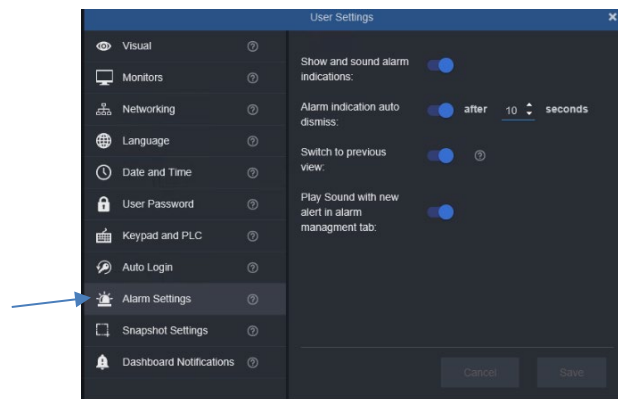 User Settings
Visual
Monitors
Networking
Language
Date and Time
User Password
Keypad and PLC
Auto Login
Alarm Settings
Snapshot Settings
Dashboard Notifications
Show and sound alarm
indications:
Alarm indication auto
dismiss:
after 10 seconds
Switch to previous
view:
Play Sound with new
alert in alarm
managment tab:
Cancel
Save